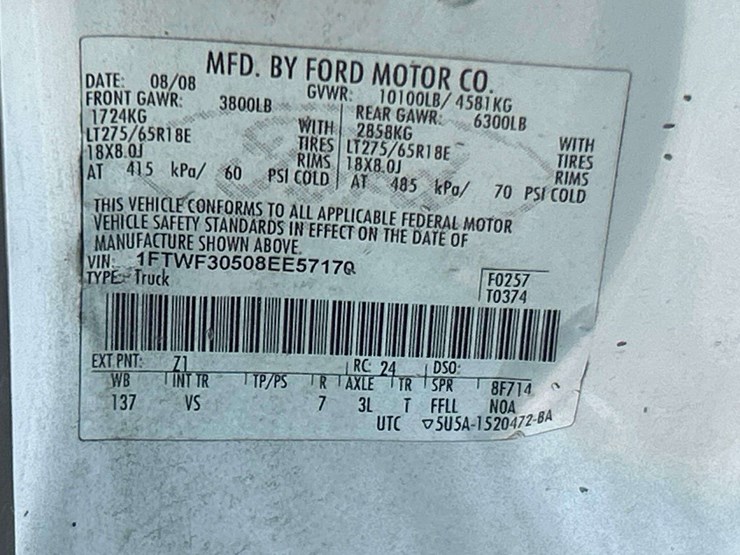 MFD. BY FORD MOTOR CO.
DATE: 08/08 GVWR: 10100LB/ 4581KG
FRONT GAWR: 3800LB REAR GAWR: 6300LB
1724KG WITH 2858KG WITH
LT275/65R18E TIRES LT275/65R18E TIRES
18X8.0J RIMS 18X8.0J RIMS
AT 415 kPa/ 60 PSI COLD AT 485 kPa/ 70 PSI COLD
THIS VEHICLE CONFORMS TO ALL APPLICABLE FEDERAL MOTOR
VEHICLE SAFETY STANDARDS IN EFFECT ON THE DATE OF
MANUFACTURE SHOWN ABOVE.
VIN: 1FTWF30508EE5717Q
TYPE: Truck
F0257
T0374
EXT PNT: Z1 RC: 24 DSO:
WB INT TR TP/PS R AXLE TR SPR 8F714
137 VS 7 3L T FFLL NOA
UTC ▽5U5A-1520472-BA